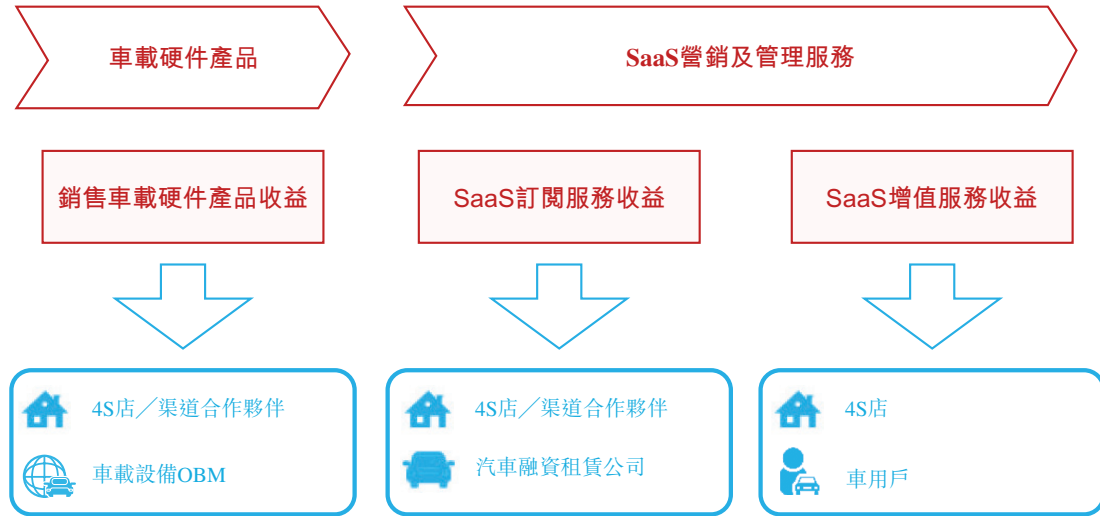 車載硬件產品
SaaS營銷及管理服務
銷售車載硬件產品收益
SaaS訂閱服務收益
SaaS增值服務收益
4S店／渠道合作夥伴
車載設備OBM
4S店／渠道合作夥伴
汽車融資租賃公司
4S店
車用戶